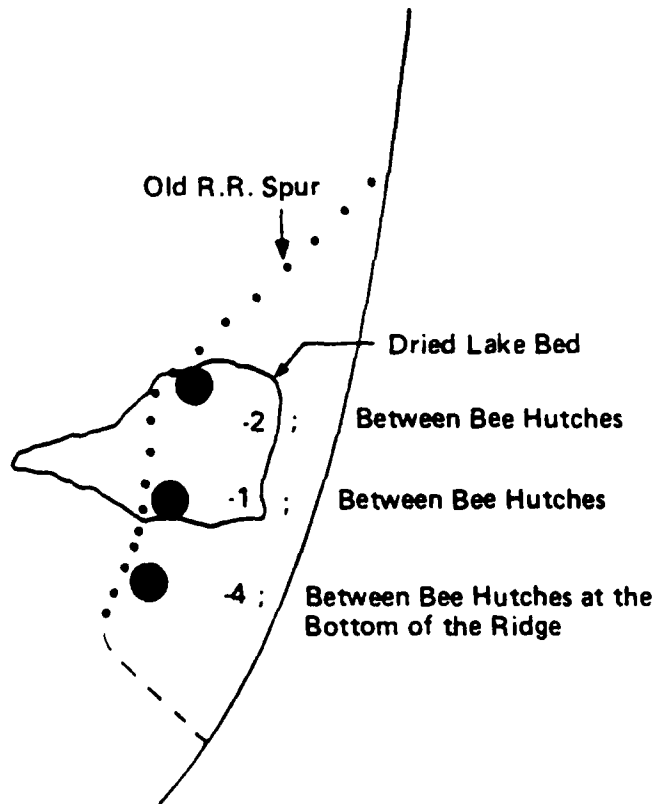 Old R.R. Spur
Dried Lake Bed
-2 ; Between Bee Hutches
-1 ; Between Bee Hutches
-4 ; Between Bee Hutches at the
Bottom of the Ridge